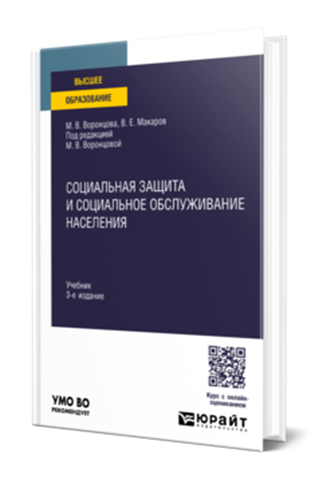 ВЫСШЕЕ
ОБРАЗОВАНИЕ
М. В. Воронцова, В. Е. Макаров
Под редакцией
М. В. Воронцовой
СОЦИАЛЬНАЯ ЗАЩИТА
И СОЦИАЛЬНОЕ ОБСЛУЖИВАНИЕ
НАСЕЛЕНИЯ
Учебник
3-е издание
Курс с онлайн-
оцениванием
УМО ВО
РЕКОМЕНДУЕТ
юрайт
издательство